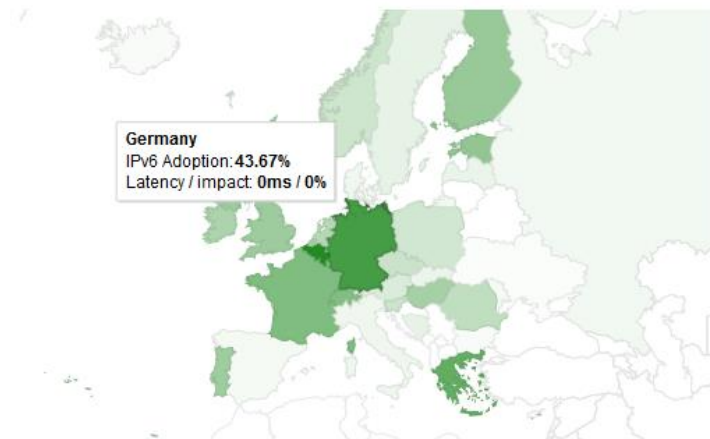 Germany
IPv6 Adoption: 43.67%
Latency / impact: 0ms / 0%